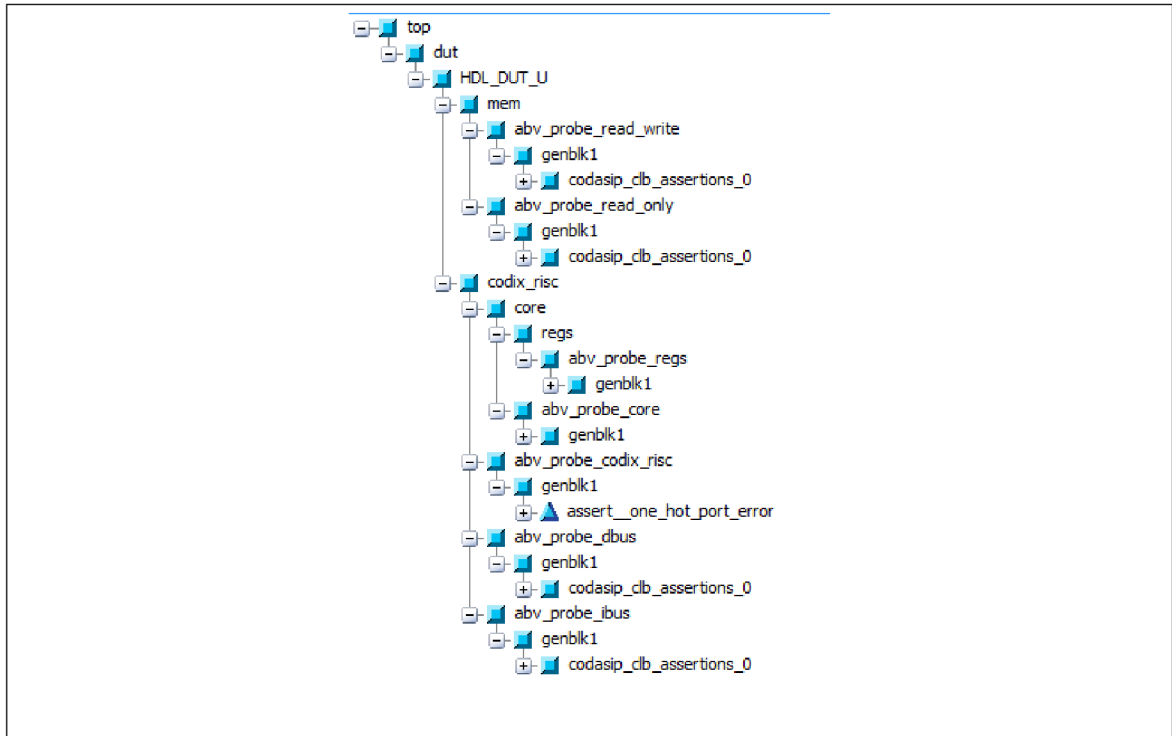 top
dut
HDL_DUT_U
mem
abv_probe_read_write
genblk1
codasip_clb_assertions_0
abv_probe_read_only
genblk1
codasip_clb_assertions_0
codix_risc
core
regs
abv_probe_regs
genblk1
abv_probe_core
genblk1
abv_probe_codix_risc
genblk1
assert__one_hot_port_error
abv_probe_dbus
genblk1
codasip_clb_assertions_0
abv_probe_ibus
genblk1
codasip_clb_assertions_0